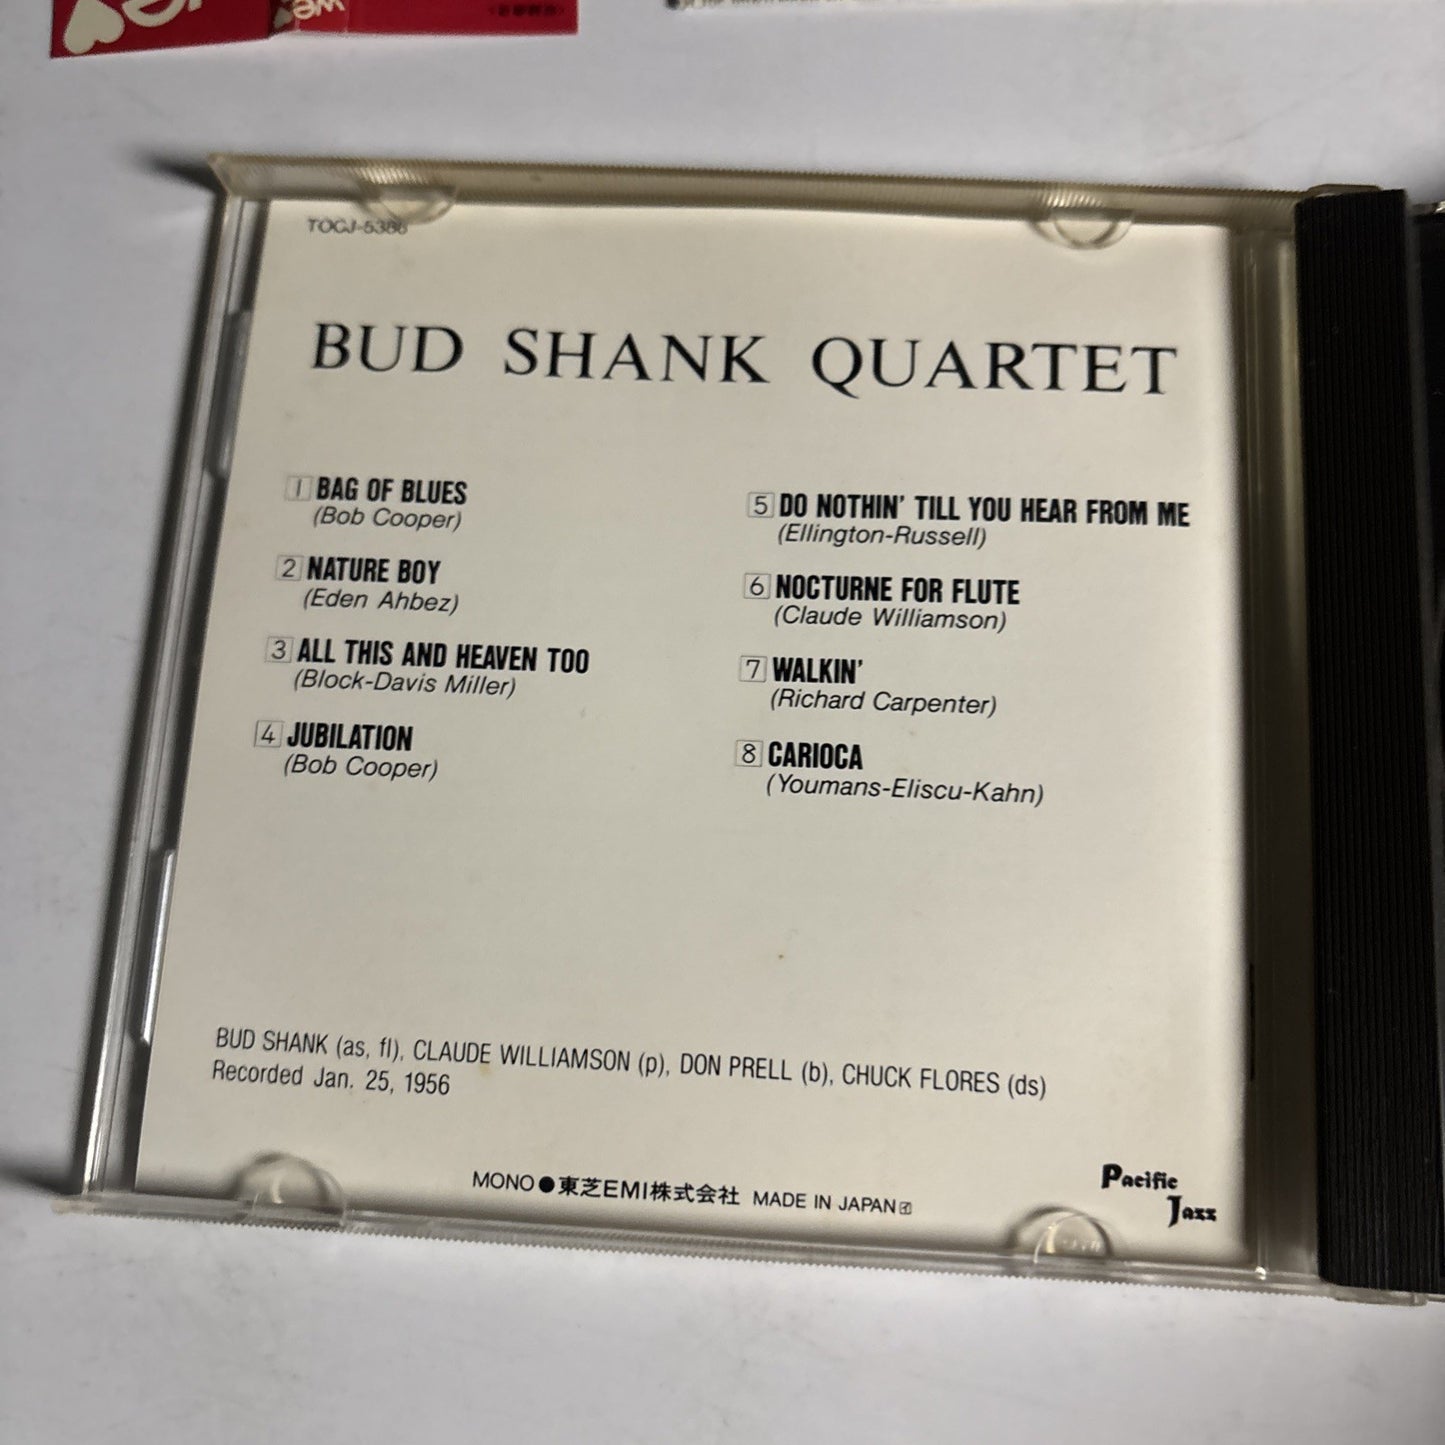 We
TOCJ-5386
BUD SHANK QUARTET
1 BAG OF BLUES
(Bob Cooper)
2 NATURE BOY
(Eden Ahbez)
3 ALL THIS AND HEAVEN TOO
(Block-Davis Miller)
4 JUBILATION
(Bob Cooper)
5 DO NOTHIN' TILL YOU HEAR FROM ME
(Ellington-Russell)
6 NOCTURNE FOR FLUTE
(Claude Williamson)
7 WALKIN'
(Richard Carpenter)
8 CARIOCA
(Youmans-Eliscu-Kahn)
BUD SHANK (as, fl), CLAUDE WILLIAMSON (p), DON PRELL (b), CHUCK FLORES (ds)
Recorded Jan. 25, 1956
MONO●東芝EMI株式会社 MADE IN JAPAN
Pacific
Jazz